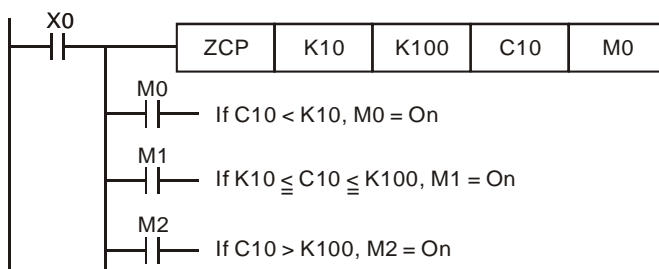 X0
ZCP K10 K100 C10 M0
M0
If C10 < K10, M0 = On
M1
If K10 ≦ C10 ≦ K100, M1 = On
M2
If C10 > K100, M2 = On